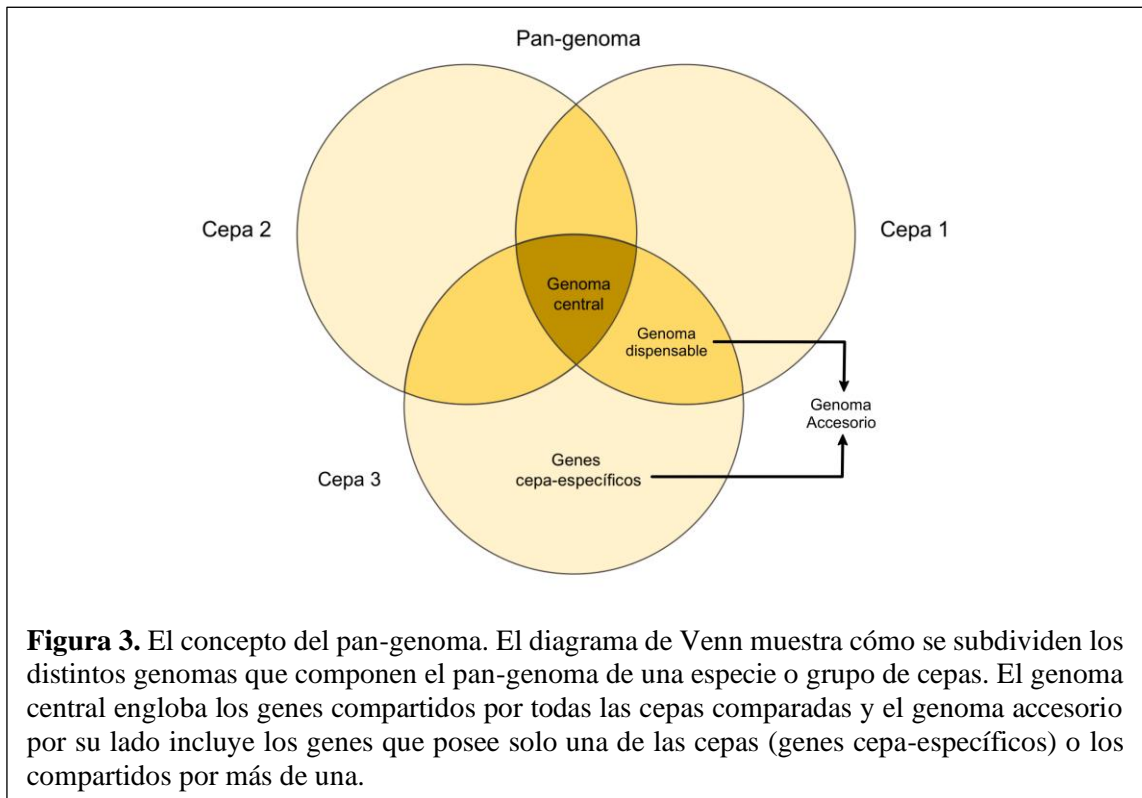 Pan-genoma
Cepa 2
Cepa 1
Genoma
central
Genoma
dispensable
Genoma
Accesorio
Genes
cepa-específicos
Cepa 3
Figura 3. El concepto del pan-genoma. El diagrama de Venn muestra cómo se subdividen los
distintos genomas que componen el pan-genoma de una especie o grupo de cepas. El genoma
central engloba los genes compartidos por todas las cepas comparadas y el genoma accesorio
por su lado incluye los genes que posee solo una de las cepas (genes cepa-específicos) o los
compartidos por más de una.